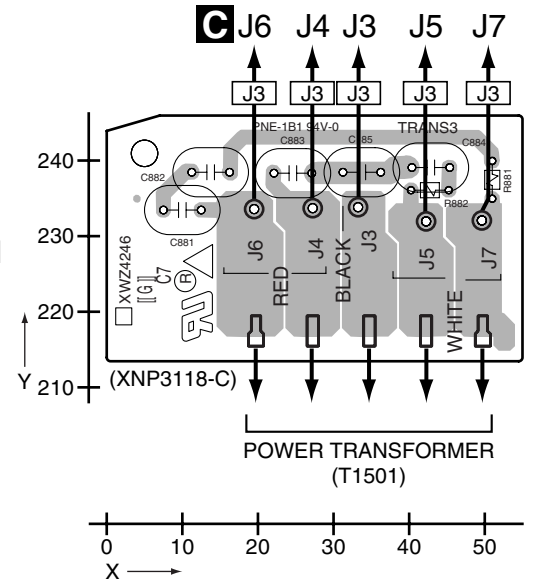 C J6 J4 J3 J5 J7
J3 J3 J3 J3 J3
PNE-1B1 94V-0 TRANS3
C883 C885 C884
240
C882
R881
R882
230
C881
J6 J4 J3 J5 J7
XWZ4246
[[G]] C7 R
RED BLACK WHITE
220
Y 210
(XNP3118-C)
POWER TRANSFORMER
(T1501)
0 10 20 30 40 50
X